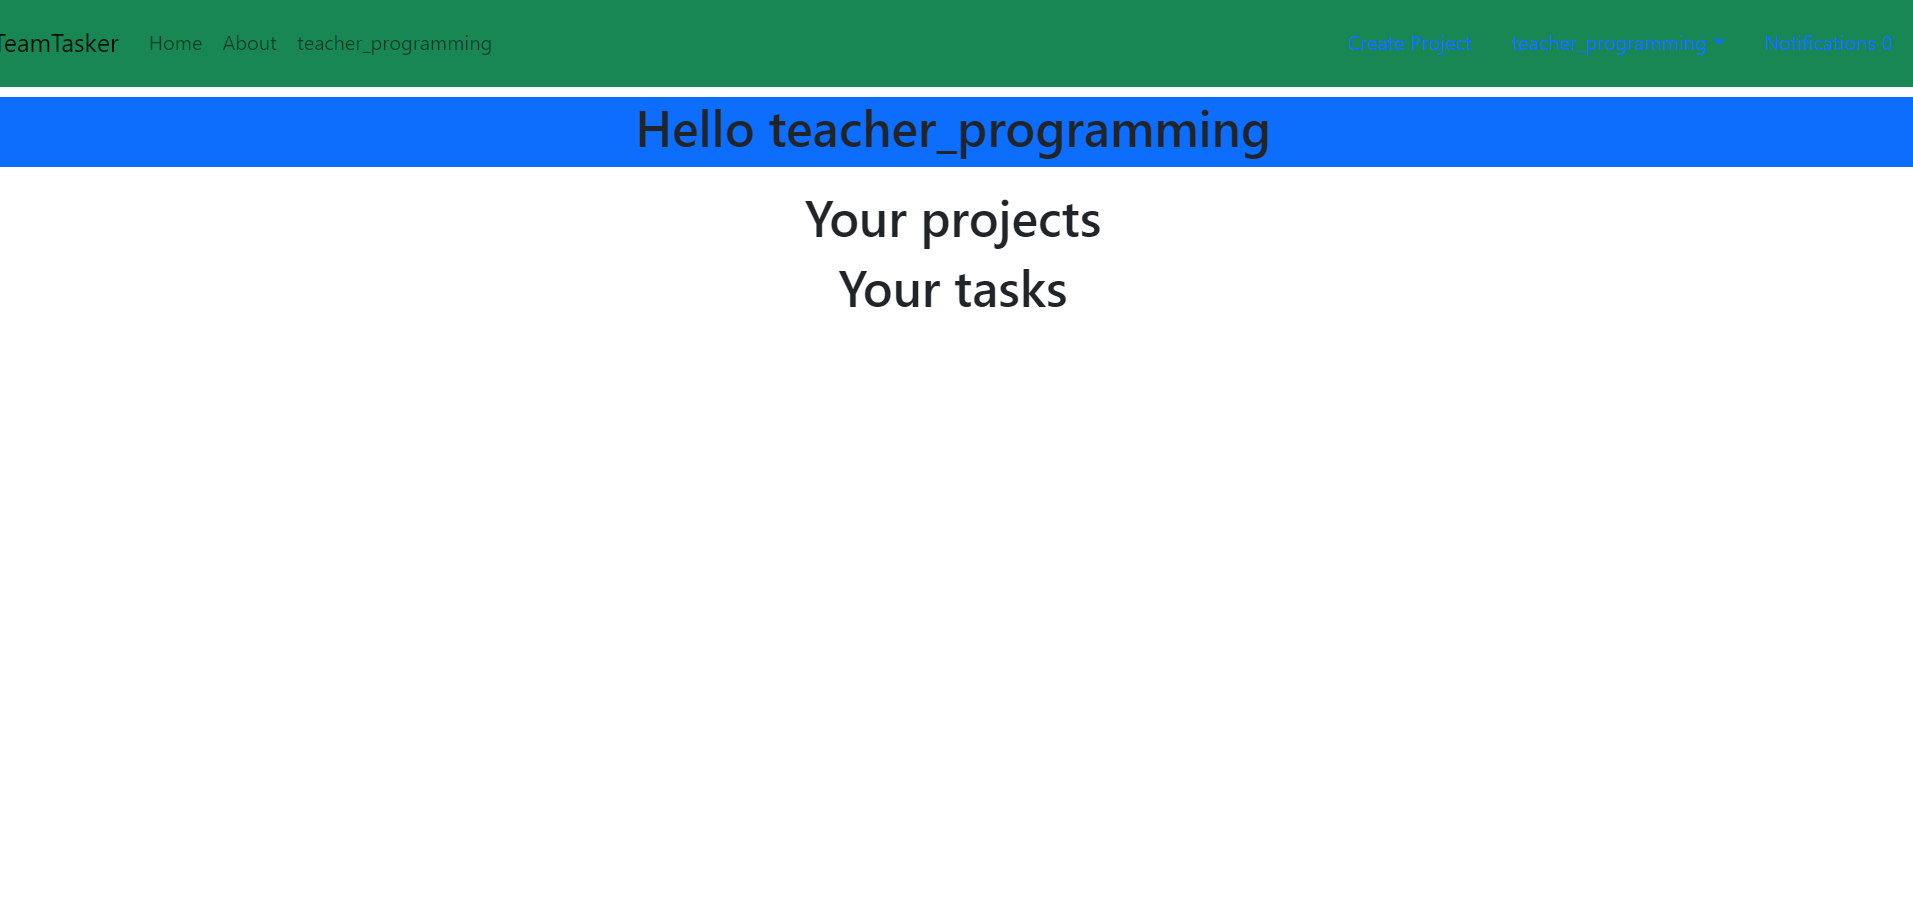 TeamTasker Home About teacher_programming Create Project teacher_programming Notifications 0
Hello teacher_programming
Your projects
Your tasks